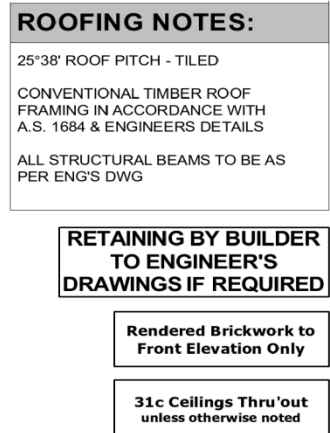 ROOFING NOTES:
25°38' ROOF PITCH - TILED
CONVENTIONAL TIMBER ROOF
FRAMING IN ACCORDANCE WITH
A.S. 1684 & ENGINEERS DETAILS
ALL STRUCTURAL BEAMS TO BE AS
PER ENG'S DWG
RETAINING BY BUILDER
TO ENGINEER'S
DRAWINGS IF REQUIRED
Rendered Brickwork to
Front Elevation Only
31c Ceilings Thru'out
unless otherwise noted